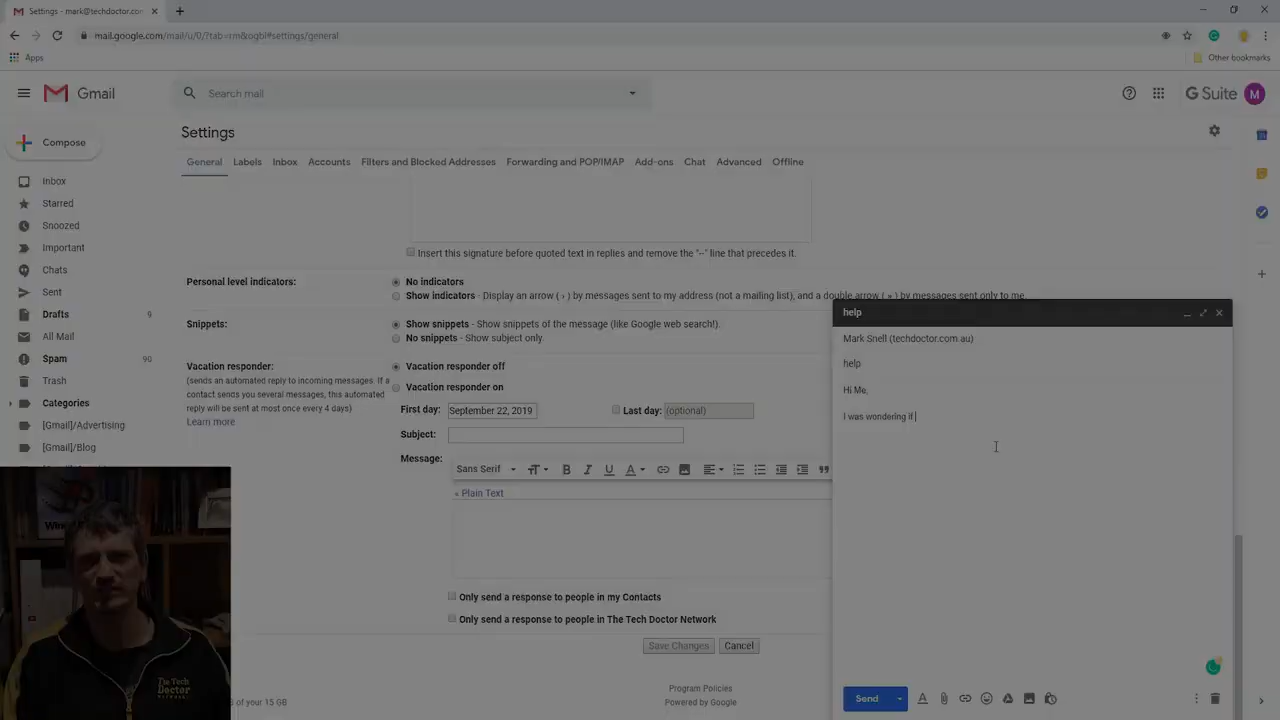 Settings - mark@techdoctor.com
mail.google.com/mail/u/0/?tab=rm&ogbl#settings/general
Apps
Other bookmarks
Gmail
Search mail
G Suite
M
Settings
Compose
General
Labels
Inbox
Accounts
Filters and Blocked Addresses
Forwarding and POP/IMAP
Add-ons
Chat
Advanced
Offline
Inbox
Starred
Snoozed
Important
Chats
Sent
Drafts 9
All Mail
Spam 90
Trash
Categories
[Gmail]/Advertising
[Gmail]/Blog
Insert this signature before quoted text in replies and remove the "--" line that precedes it.
Personal level indicators:
No indicators
Show indicators - Display an arrow ( › ) by messages sent to my address (not a mailing list), and a double arrow ( » ) by messages sent only to me.
Snippets:
Show snippets - Show snippets of the message (like Google web search!).
No snippets - Show subject only.
Vacation responder:
(sends an automated reply to incoming messages. If a
contact sends you several messages, this automated
reply will be sent at most once every 4 days)
Learn more
Vacation responder off
Vacation responder on
First day: September 22, 2019
Last day: (optional)
Subject:
Message:
Sans Serif
« Plain Text
Only send a response to people in my Contacts
Only send a response to people in The Tech Doctor Network
Save Changes
Cancel
of your 15 GB
Program Policies
Powered by Google
help
Mark Snell (techdoctor.com.au)
help
Hi Me,
I was wondering if
Send
The Tech
Doctor